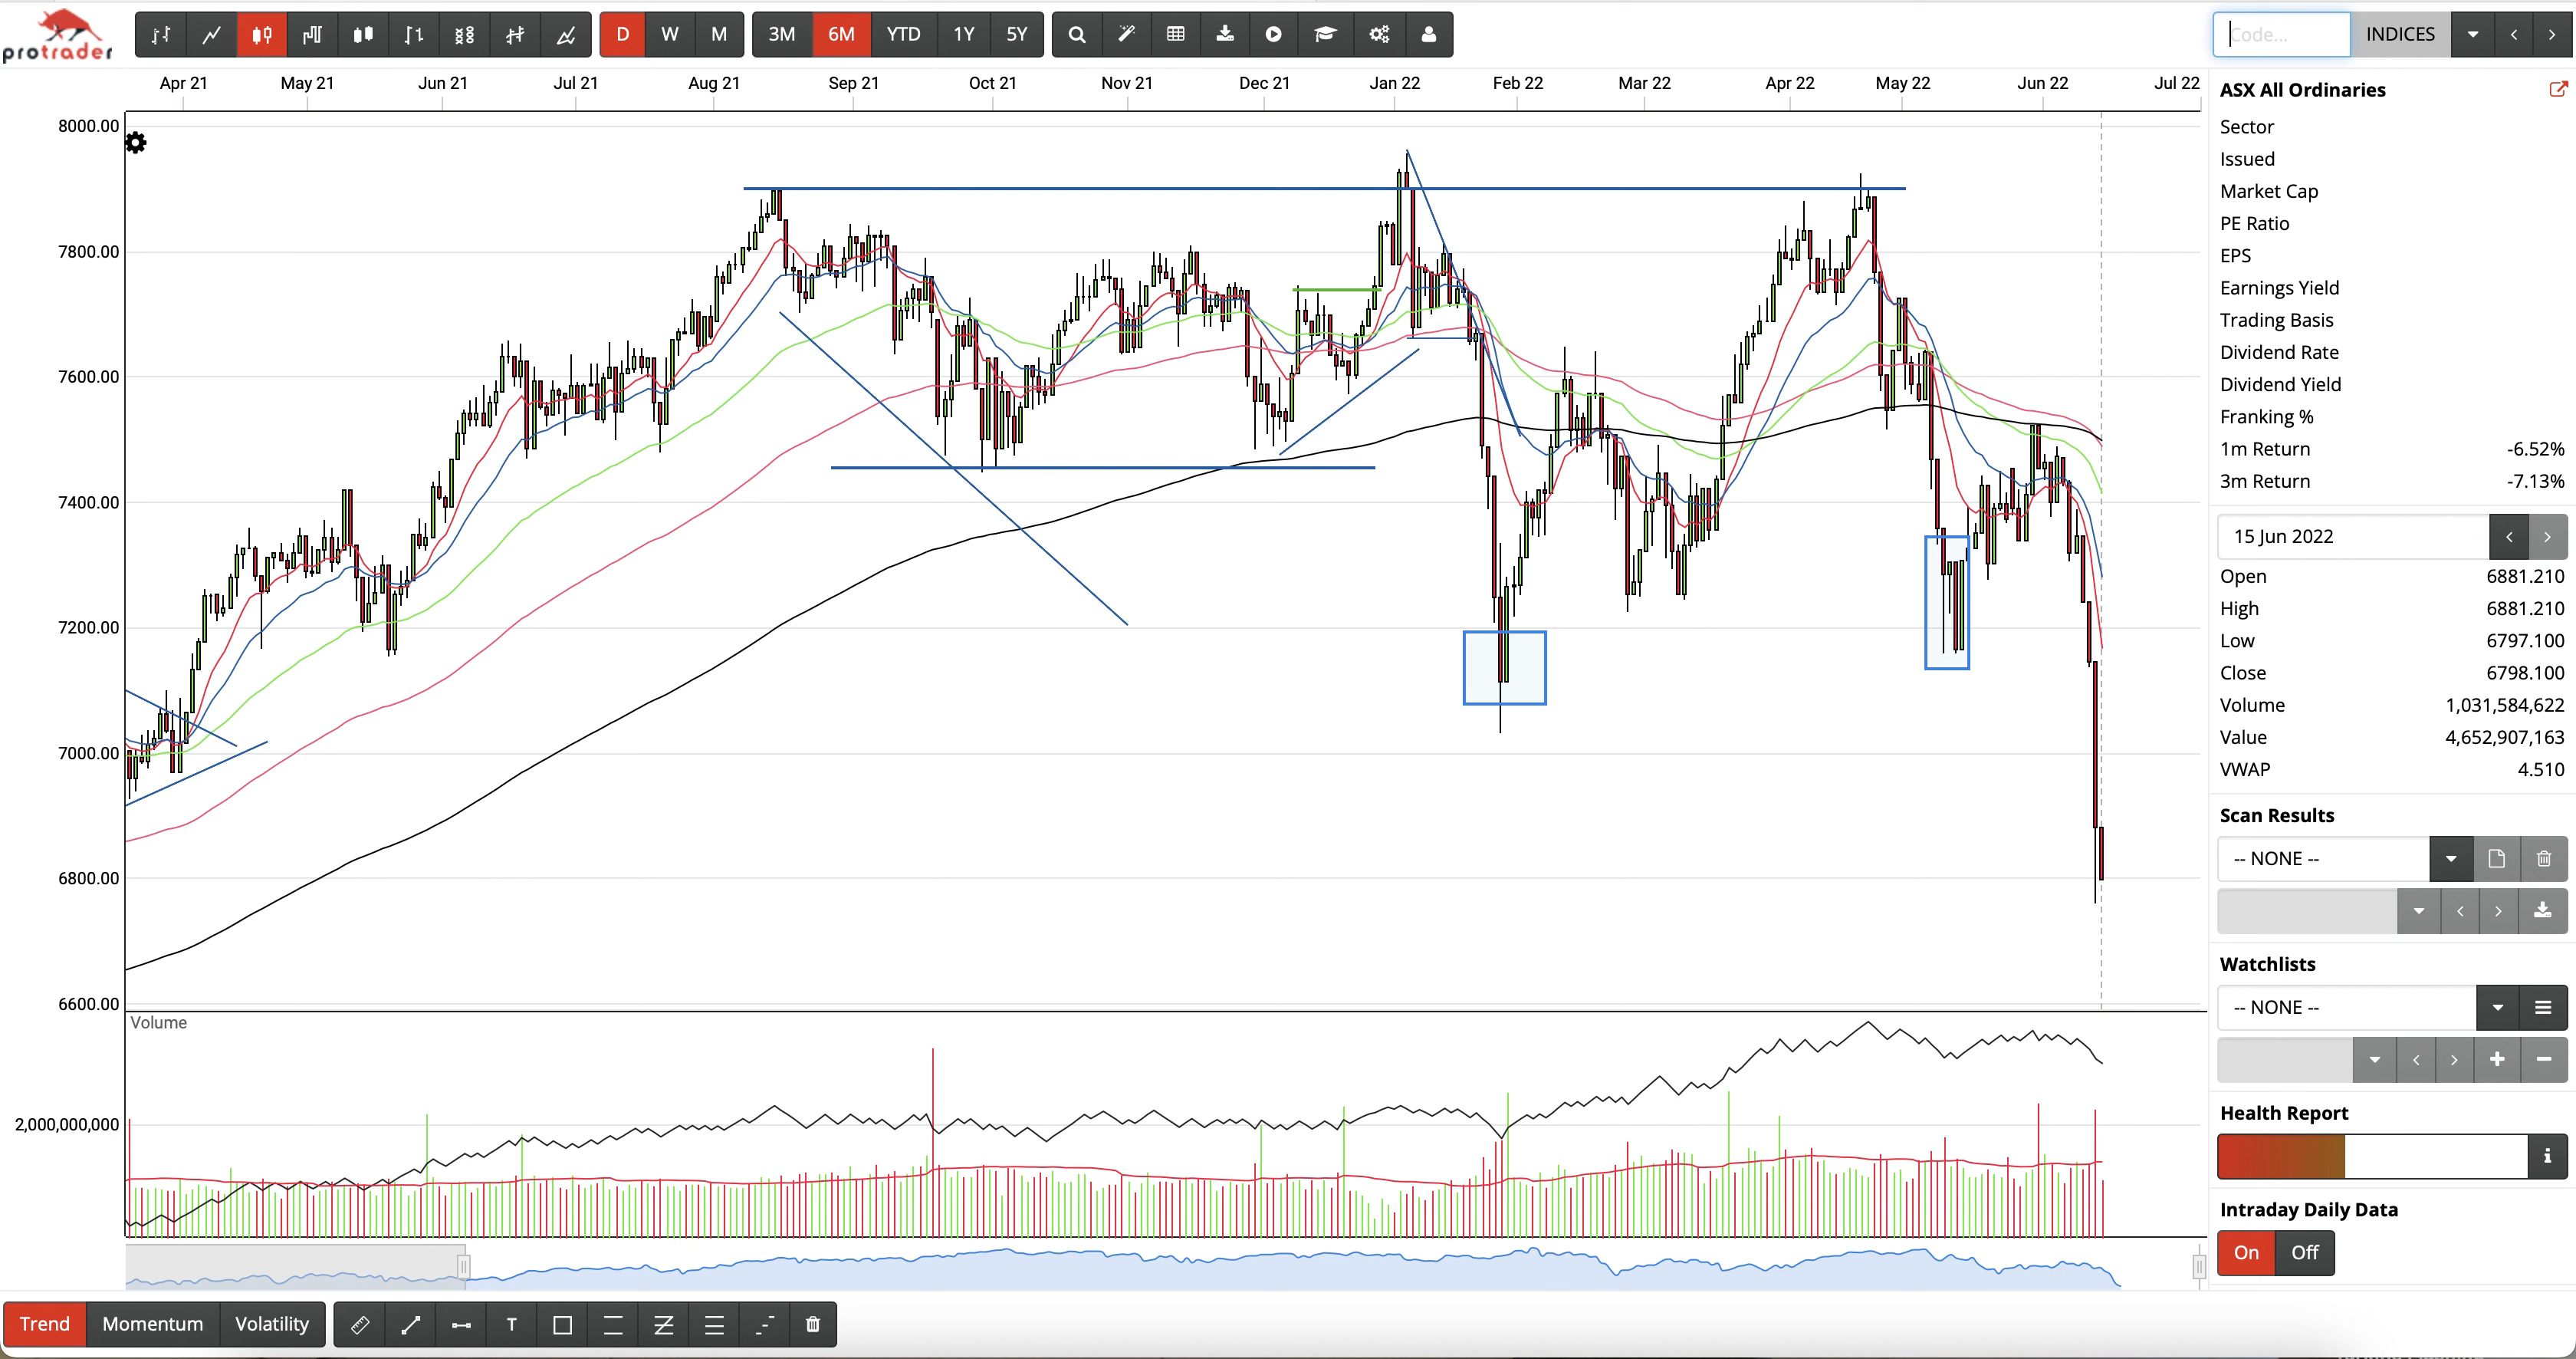 protrader
D W M
3M 6M YTD 1Y 5Y
Code...
INDICES
Apr 21 May 21 Jun 21 Jul 21 Aug 21 Sep 21 Oct 21 Nov 21 Dec 21 Jan 22 Feb 22 Mar 22 Apr 22 May 22 Jun 22 Jul 22
8000.00
7800.00
7600.00
7400.00
7200.00
7000.00
6800.00
6600.00
Volume
2,000,000,000
ASX All Ordinaries
Sector
Issued
Market Cap
PE Ratio
EPS
Earnings Yield
Trading Basis
Dividend Rate
Dividend Yield
Franking %
1m Return -6.52%
3m Return -7.13%
15 Jun 2022
Open 6881.210
High 6881.210
Low 6797.100
Close 6798.100
Volume 1,031,584,622
Value 4,652,907,163
VWAP 4.510
Scan Results
-- NONE --
Watchlists
-- NONE --
Health Report
Intraday Daily Data
On Off
Trend Momentum Volatility
T